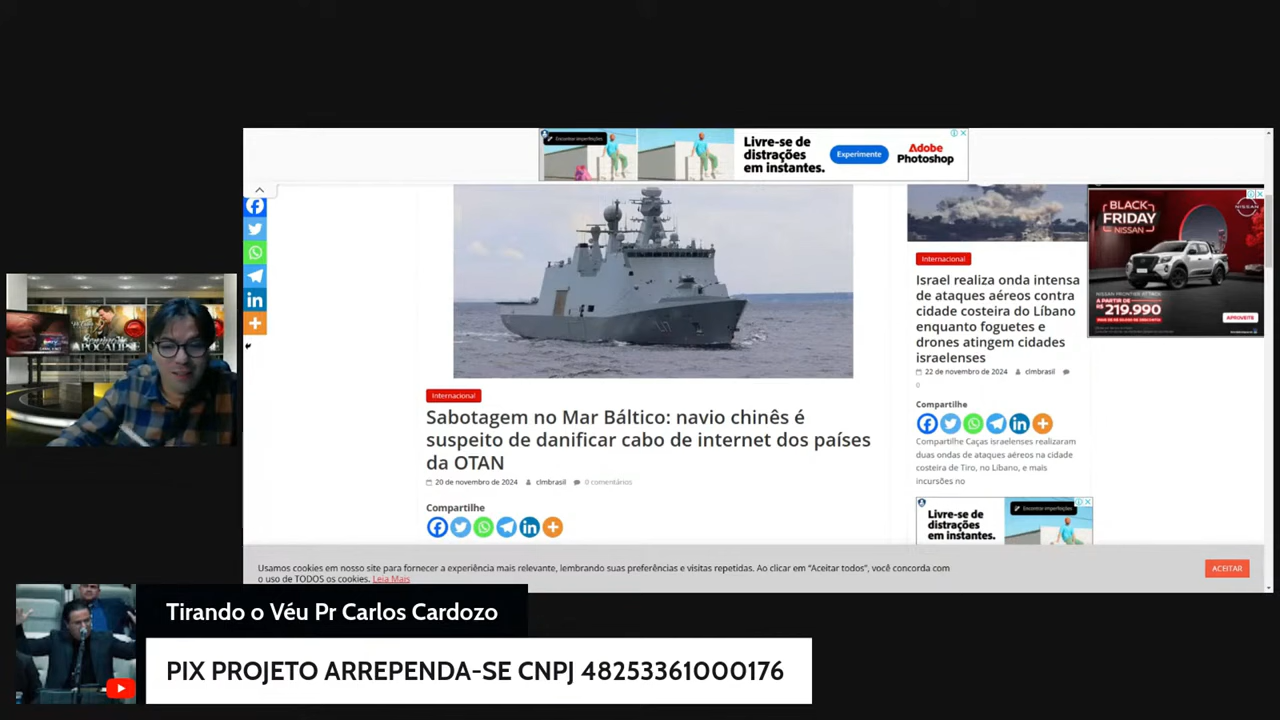 Livre-se de
distrações
em instantes.
Experimente
Adobe
Photoshop
BLACK
FRIDAY
NISSAN
A PARTIR DE
R$ 219.990
APROVEITE
Internacional
Sabotagem no Mar Báltico: navio chinês é
suspeito de danificar cabo de internet dos países
da OTAN
20 de novembro de 2024 clmbrasil 0 comentários
Compartilhe
Internacional
Israel realiza onda intensa
de ataques aéreos contra
cidade costeira do Líbano
enquanto foguetes e
drones atingem cidades
israelenses
22 de novembro de 2024 clmbrasil
0
Compartilhe
Compartilhe Caças israelenses realizaram
duas ondas de ataques aéreos na cidade
costeira de Tiro, no Líbano, e mais
incursões no
Livre-se de
distrações
em instantes.
Usamos cookies em nosso site para fornecer a experiência mais relevante, lembrando suas preferências e visitas repetidas. Ao clicar em “Aceitar todos”, você concorda com
o uso de TODOS os cookies. Leia Mais
ACEITAR
Tirando o Véu Pr Carlos Cardozo
PIX PROJETO ARREPENDA-SE CNPJ 48253361000176